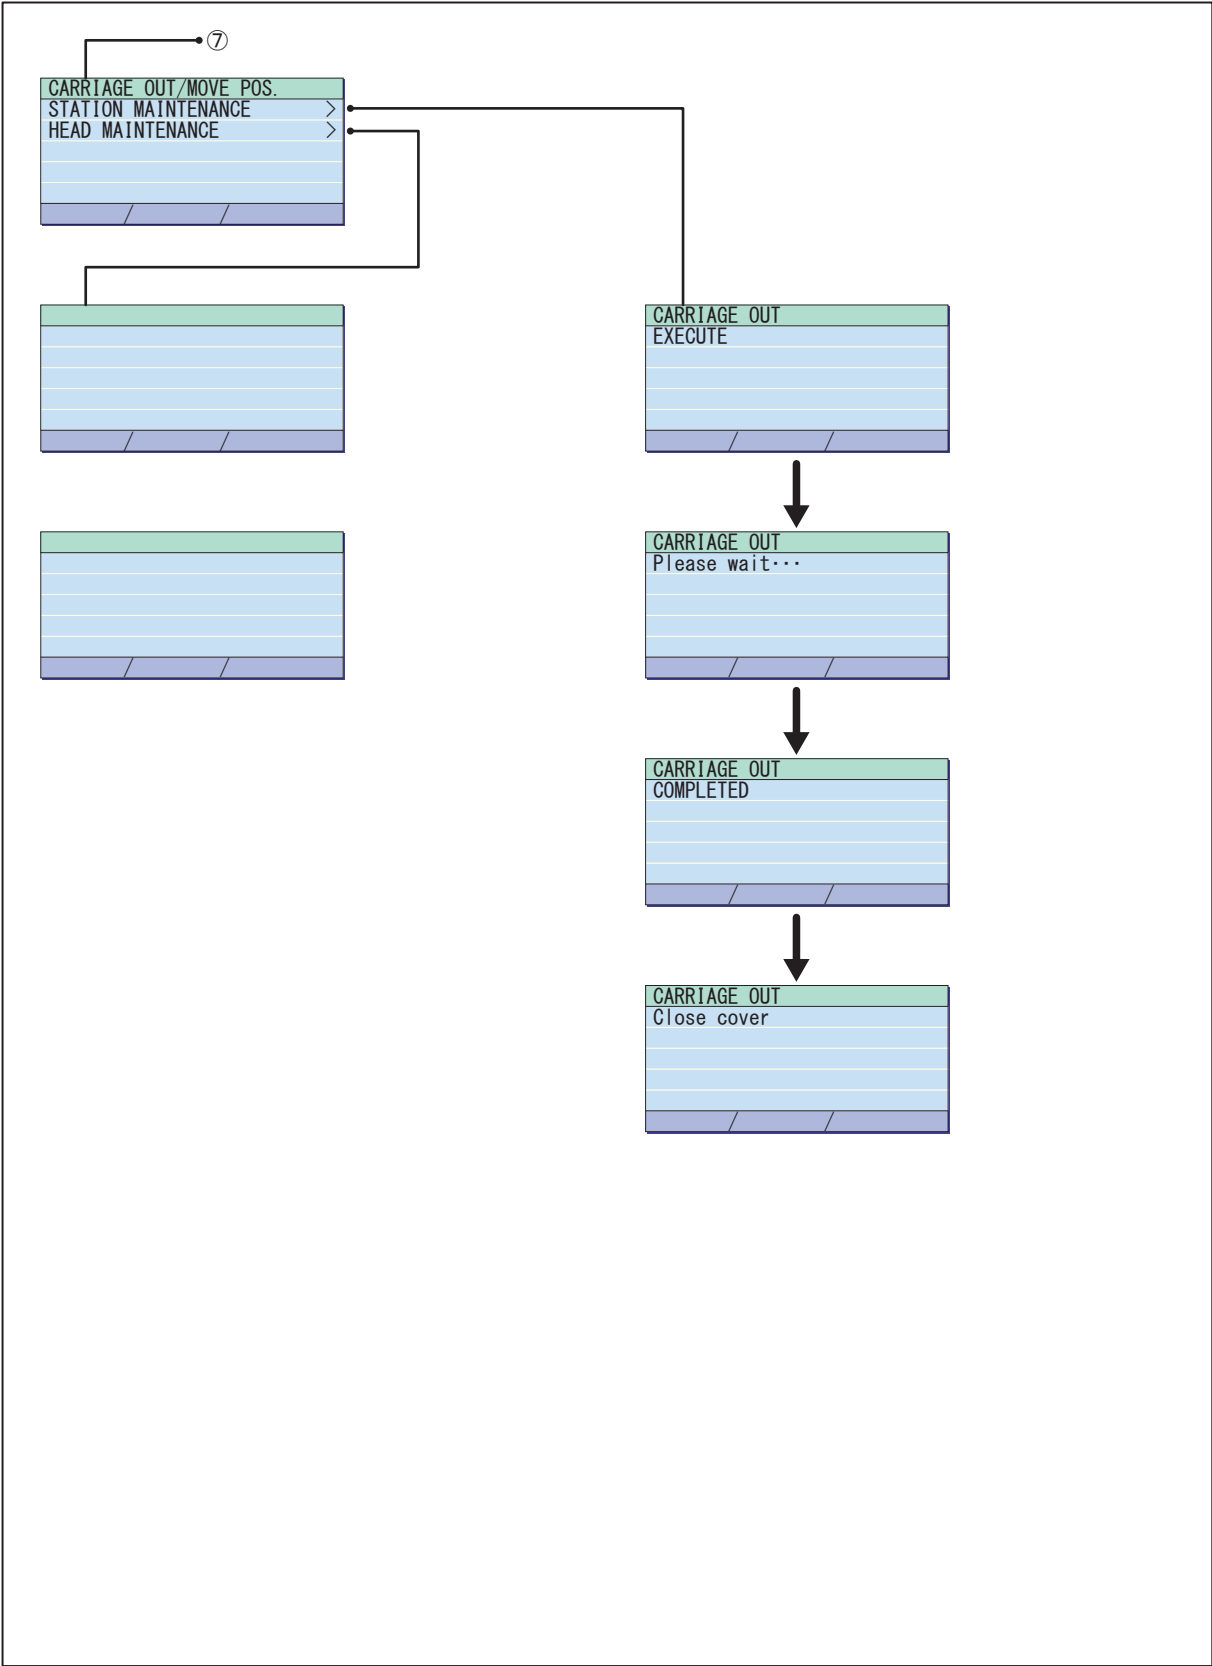 ⑦
CARRIAGE OUT/MOVE POS.
STATION MAINTENANCE >
HEAD MAINTENANCE >
CARRIAGE OUT
EXECUTE
CARRIAGE OUT
Please wait･･･
CARRIAGE OUT
COMPLETED
CARRIAGE OUT
Close cover